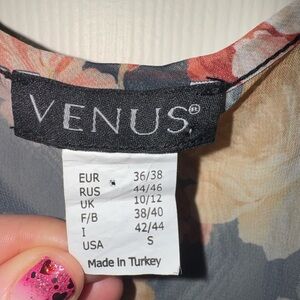 VENUS®
EUR 36/38
RUS 44/46
UK 10/12
F/B 38/40
I 42/44
USA S
Made in Turkey